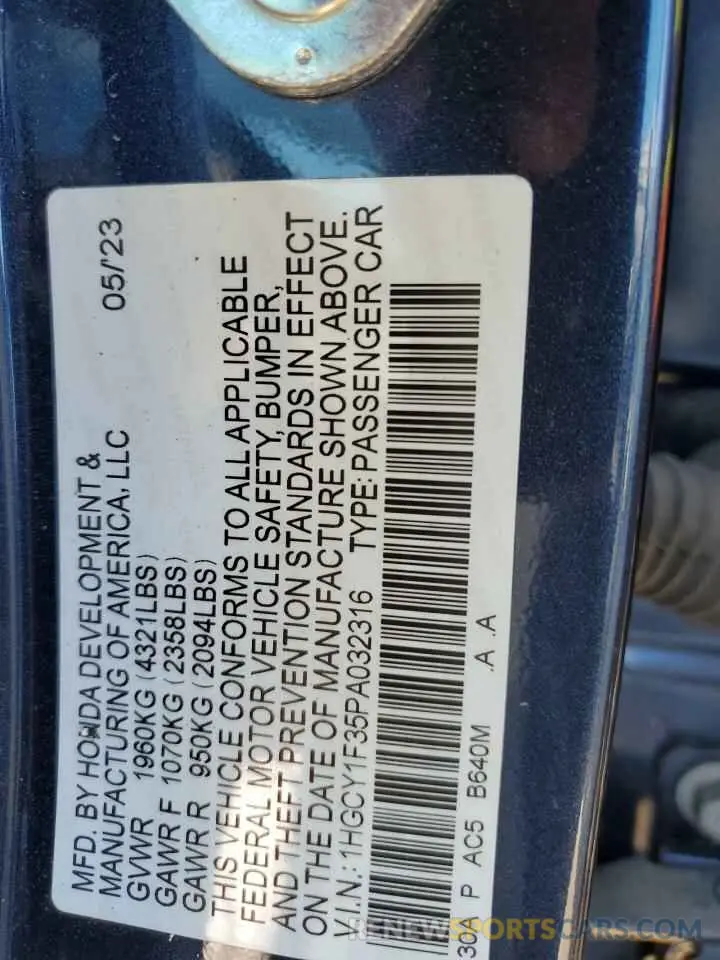 MFD. BY HONDA DEVELOPMENT &
MANUFACTURING OF AMERICA, LLC 05/'23
GVWR 1960KG (4321LBS)
GAWR F 1070KG (2358LBS)
GAWR R 950KG (2094LBS)
THIS VEHICLE CONFORMS TO ALL APPLICABLE
FEDERAL MOTOR VEHICLE SAFETY, BUMPER,
AND THEFT PREVENTION STANDARDS IN EFFECT
ON THE DATE OF MANUFACTURE SHOWN ABOVE.
V.I.N.: 1HGCY1F35PA032316 TYPE: PASSENGER CAR
30A P AC5 B640M .A .A
RENEWSPORTSCARS.COM